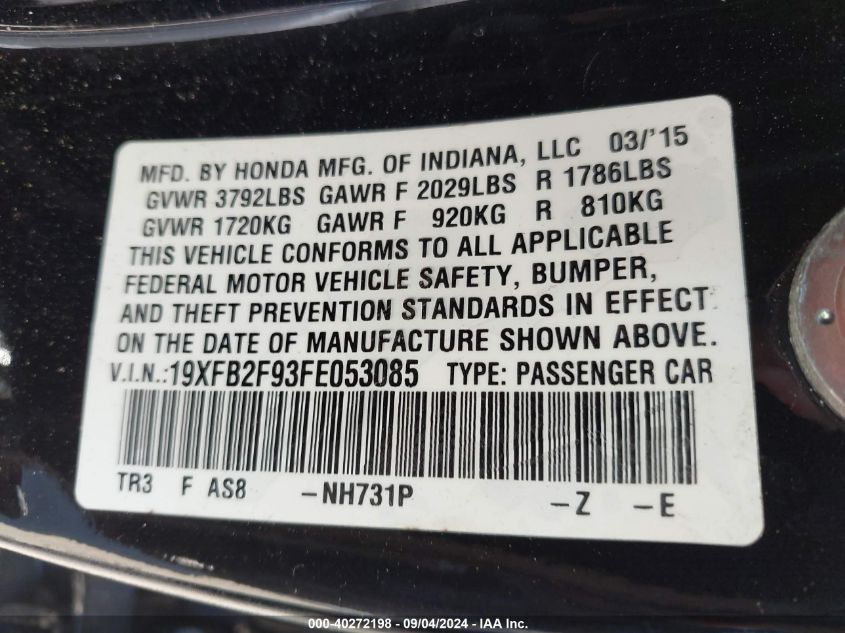 MFD. BY HONDA MFG. OF INDIANA, LLC 03/'15
GVWR 3792LBS GAWR F 2029LBS R 1786LBS
GVWR 1720KG GAWR F 920KG R 810KG
THIS VEHICLE CONFORMS TO ALL APPLICABLE
FEDERAL MOTOR VEHICLE SAFETY, BUMPER,
AND THEFT PREVENTION STANDARDS IN EFFECT
ON THE DATE OF MANUFACTURE SHOWN ABOVE.
V.I.N.:19XFB2F93FE053085 TYPE: PASSENGER CAR
TR3 F AS8 -NH731P -Z -E
000-40272198 - 09/04/2024 - IAA, Inc.